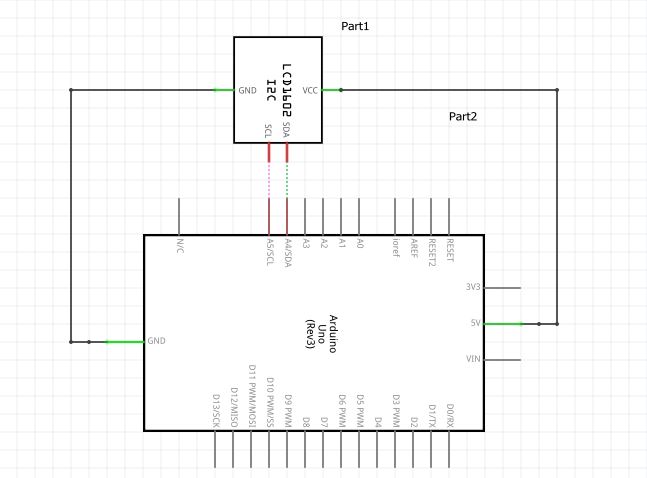 Part1
LCD1602
I2C
GND
VCC
SCL
SDA
Part2
N/C
A5/SCL
A4/SDA
A3
A2
A1
A0
ioref
AREF
RESET2
RESET
3V3
5V
VIN
GND
Arduino
Uno
(Rev3)
D13/SCK
D12/MISO
D11 PWM/MOSI
D10 PWM/SS
D9 PWM
D8
D7
D6 PWM
D5 PWM
D4
D3 PWM
D2
D1/TX
D0/RX